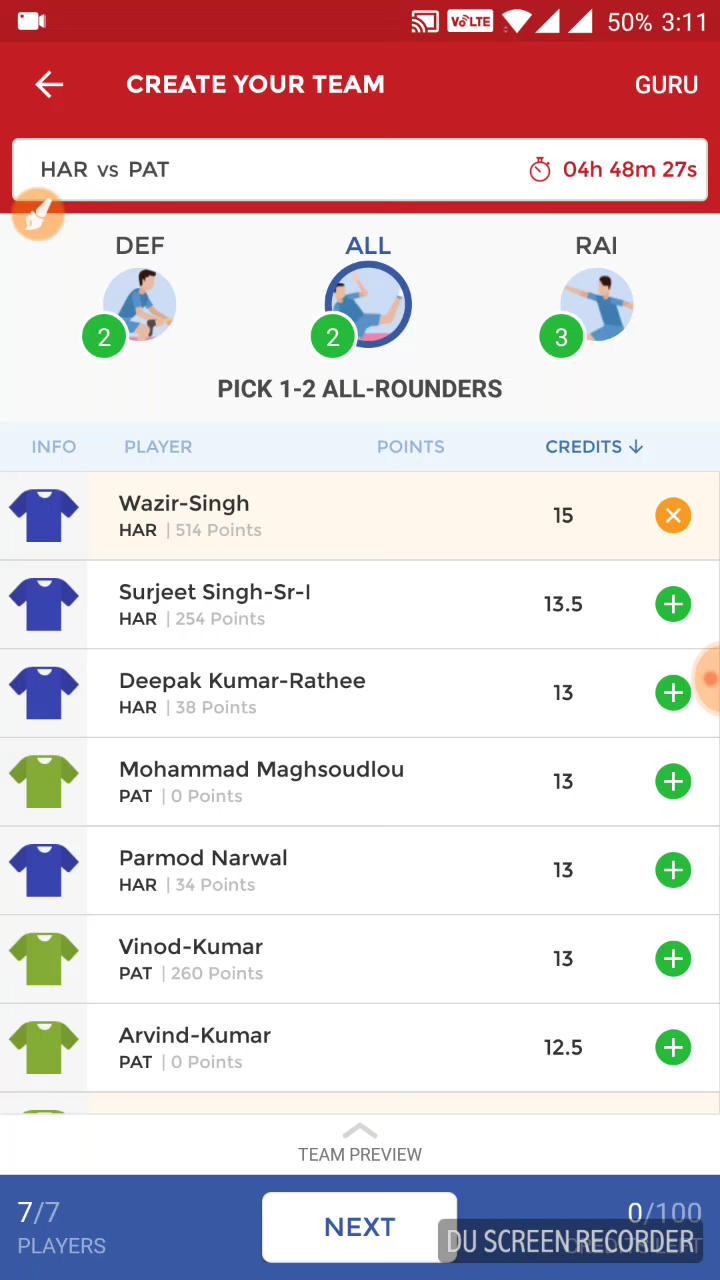 VoLTE 50% 3:11
CREATE YOUR TEAM GURU
HAR vs PAT 04h 48m 27s
DEF ALL RAI
2 2 3
PICK 1-2 ALL-ROUNDERS
INFO PLAYER POINTS CREDITS ↓
Wazir-Singh
HAR | 514 Points 15
Surjeet Singh-Sr-I
HAR | 254 Points 13.5
Deepak Kumar-Rathee
HAR | 38 Points 13
Mohammad Maghsoudlou
PAT | 0 Points 13
Parmod Narwal
HAR | 34 Points 13
Vinod-Kumar
PAT | 260 Points 13
Arvind-Kumar
PAT | 0 Points 12.5
TEAM PREVIEW
7/7 0/100
PLAYERS NEXT CREDITS LEFT
DU SCREEN RECORDER